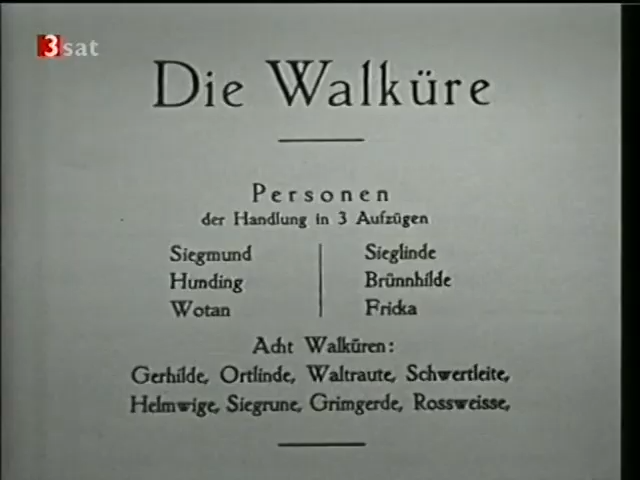 3sat
Die Walküre
Personen
der Handlung in 3 Aufzügen
Siegmund
Hunding
Wotan
Sieglinde
Brünnhilde
Fricka
Acht Walküren:
Gerhilde, Ortlinde, Waltraute, Schwertleite,
Helmwige, Siegrune, Grimgerde, Rossweisse,